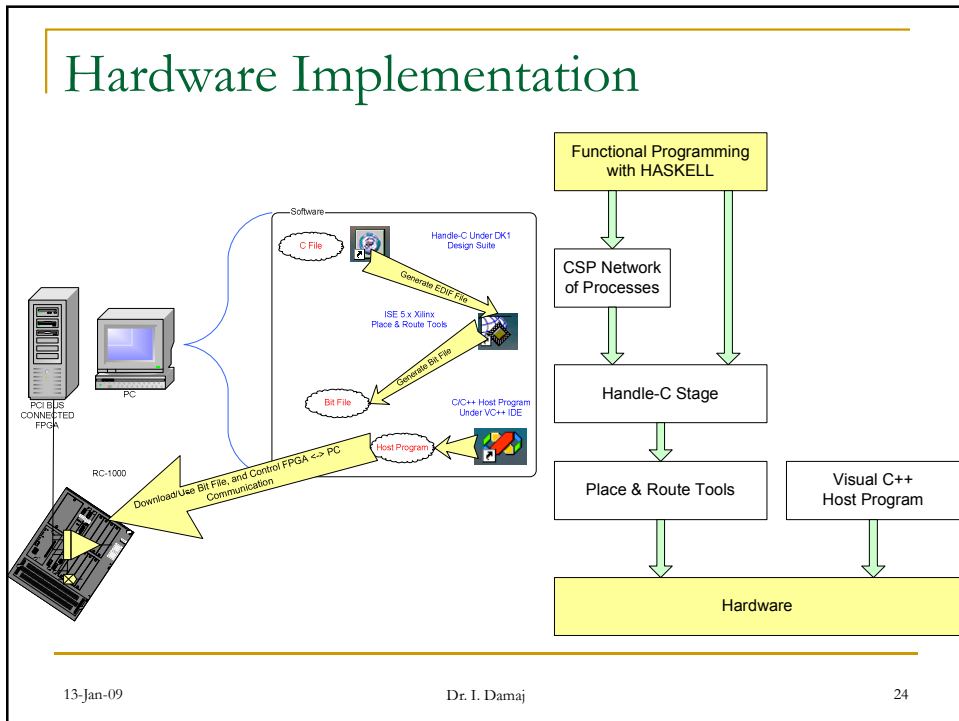 Hardware Implementation
Software
C File
Handle-C Under DK1
Design Suite
Generate EDIF File
ISE 5.x Xilinx
Place & Route Tools
Generate Bit File
Bit File
C/C++ Host Program
Under VC++ IDE
Host Program
PCI BUS
CONNECTED
FPGA
PC
RC-1000
Download/Use Bit File, and Control FPGA <-> PC
Communication
Functional Programming
with HASKELL
CSP Network
of Processes
Handle-C Stage
Place & Route Tools
Visual C++
Host Program
Hardware
13-Jan-09
Dr. I. Damaj
24